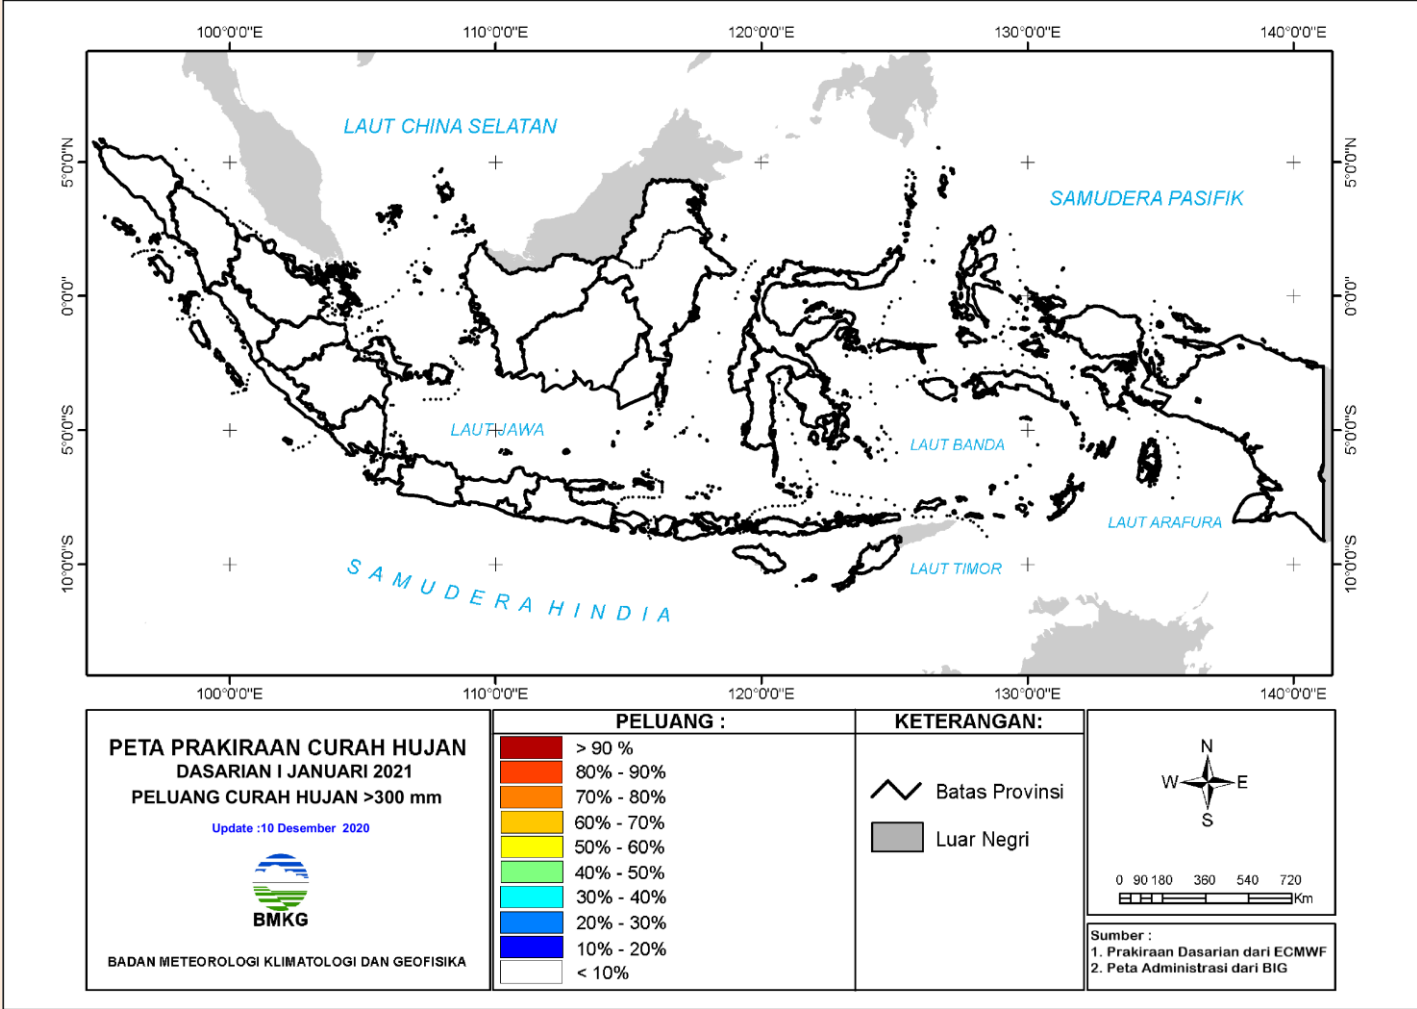 100°0'0"E 110°0'0"E 120°0'0"E 130°0'0"E 140°0'0"E
5°0'0"N 5°0'0"N
0°0'0" 0°0'0"
5°0'0"S 5°0'0"S
10°0'0"S 10°0'0"S
LAUT CHINA SELATAN
SAMUDERA PASIFIK
LAUT JAWA
LAUT BANDA
LAUT ARAFURA
LAUT TIMOR
SAMUDERA HINDIA
100°0'0"E 110°0'0"E 120°0'0"E 130°0'0"E 140°0'0"E
PETA PRAKIRAAN CURAH HUJAN
DASARIAN I JANUARI 2021
PELUANG CURAH HUJAN >300 mm
Update :10 Desember 2020
BMKG
BADAN METEOROLOGI KLIMATOLOGI DAN GEOFISIKA
PELUANG :
> 90 %
80% - 90%
70% - 80%
60% - 70%
50% - 60%
40% - 50%
30% - 40%
20% - 30%
10% - 20%
< 10%
KETERANGAN:
Batas Provinsi
Luar Negri
N
W E
S
0 90 180 360 540 720
Km
Sumber :
1. Prakiraan Dasarian dari ECMWF
2. Peta Administrasi dari BIG